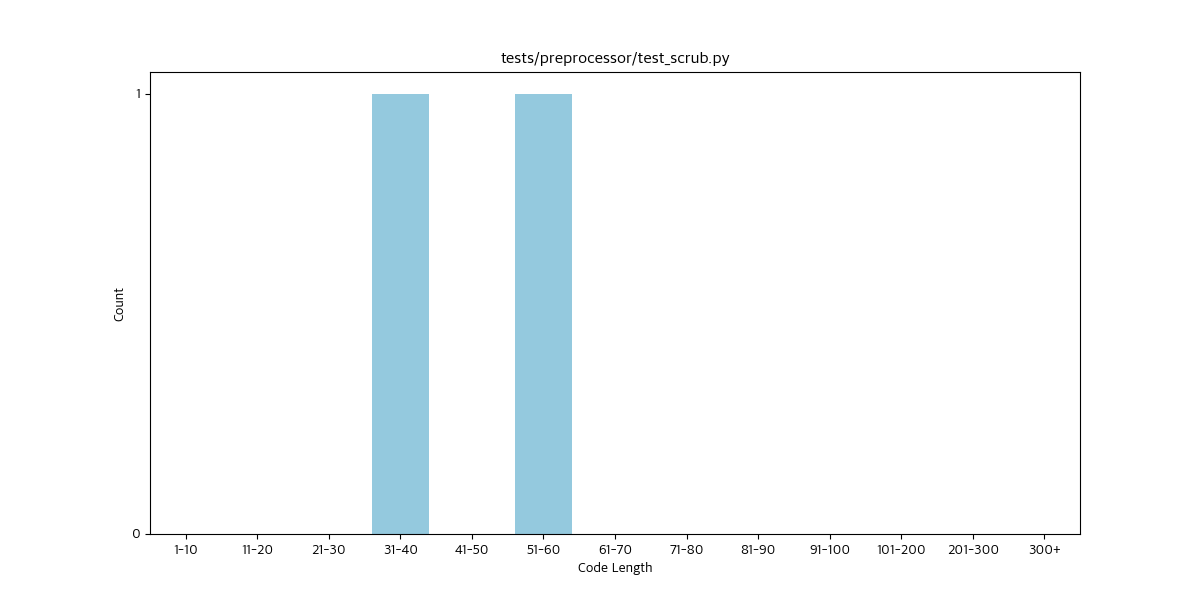 tests/preprocessor/test_scrub.py
1
Count
0
1-10 11-20 21-30 31-40 41-50 51-60 61-70 71-80 81-90 91-100 101-200 201-300 300+
Code Length